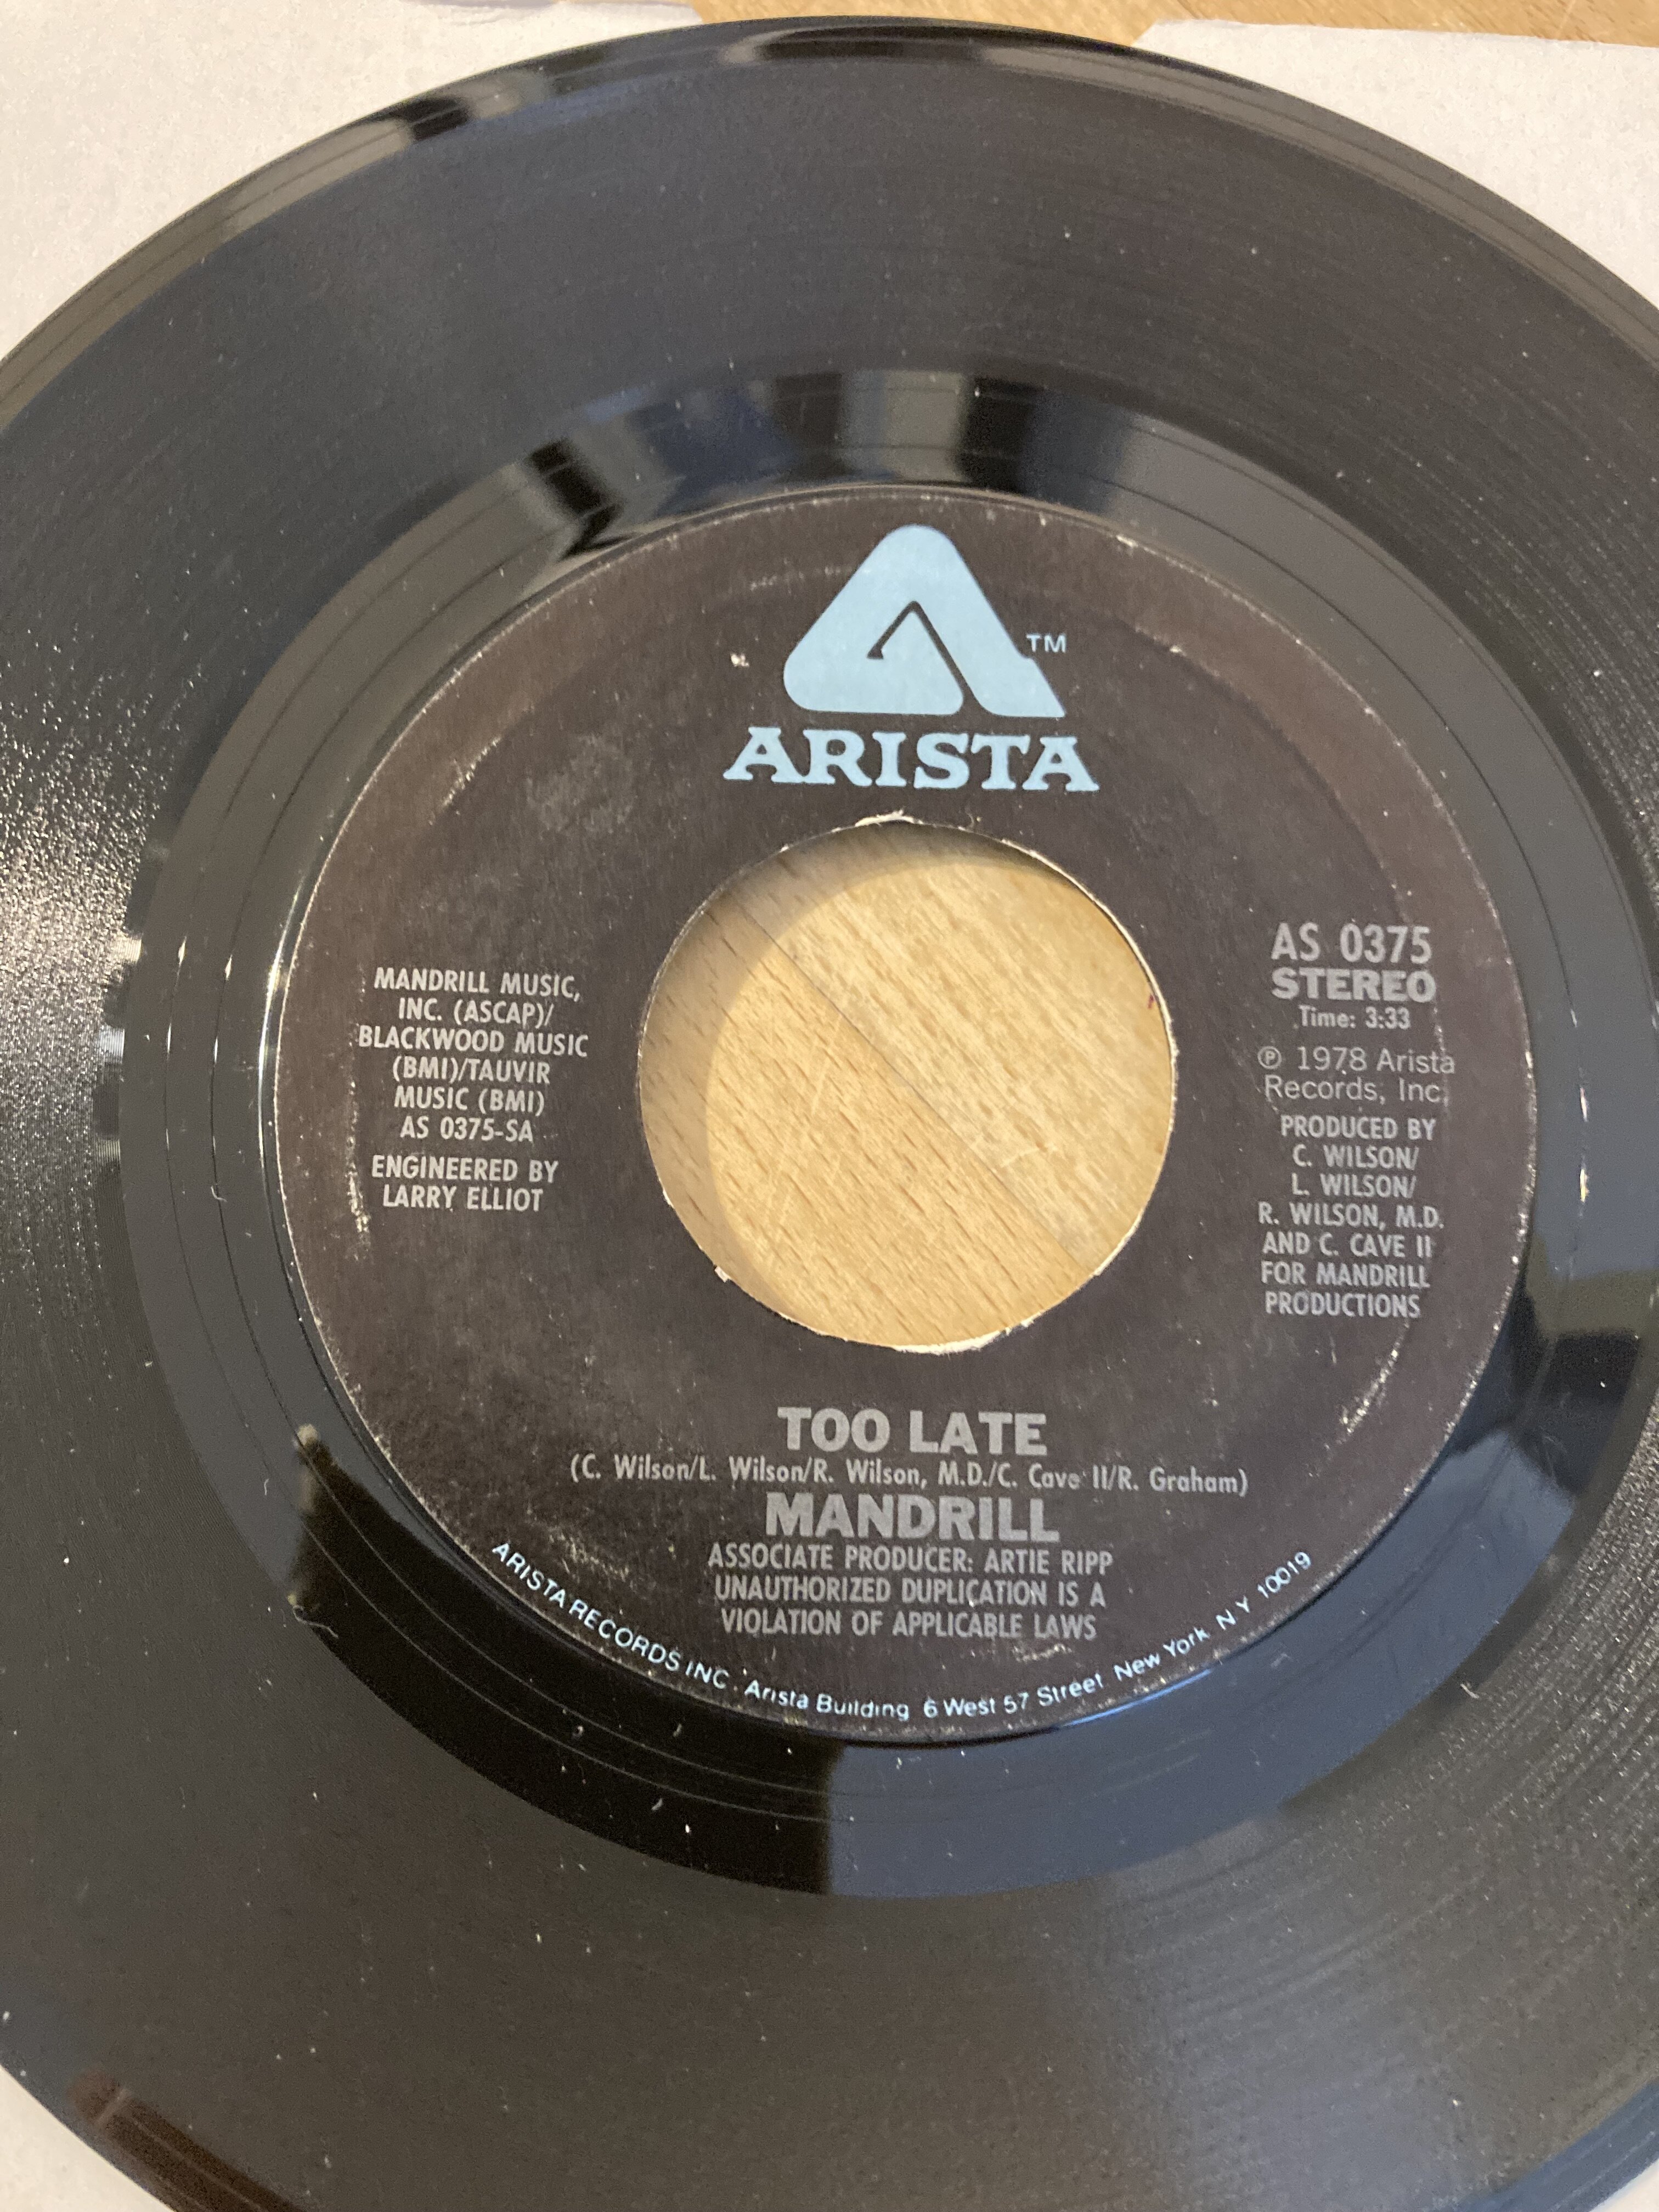 TM
ARISTA
MANDRILL MUSIC,
INC. (ASCAP)/
BLACKWOOD MUSIC
(BMI)/TAUVIR
MUSIC (BMI)
AS 0375-SA
ENGINEERED BY
LARRY ELLIOT
AS 0375
STEREO
Time: 3:33
℗ 1978 Arista
Records, Inc.
PRODUCED BY
C. WILSON/
L. WILSON/
R. WILSON, M.D.
AND C. CAVE II
FOR MANDRILL
PRODUCTIONS
TOO LATE
(C. Wilson/L. Wilson/R. Wilson, M.D./C. Cave II/R. Graham)
MANDRILL
ASSOCIATE PRODUCER: ARTIE RIPP
UNAUTHORIZED DUPLICATION IS A
VIOLATION OF APPLICABLE LAWS
ARISTA RECORDS INC. Arista Building 6 West 57 Street New York NY 10019